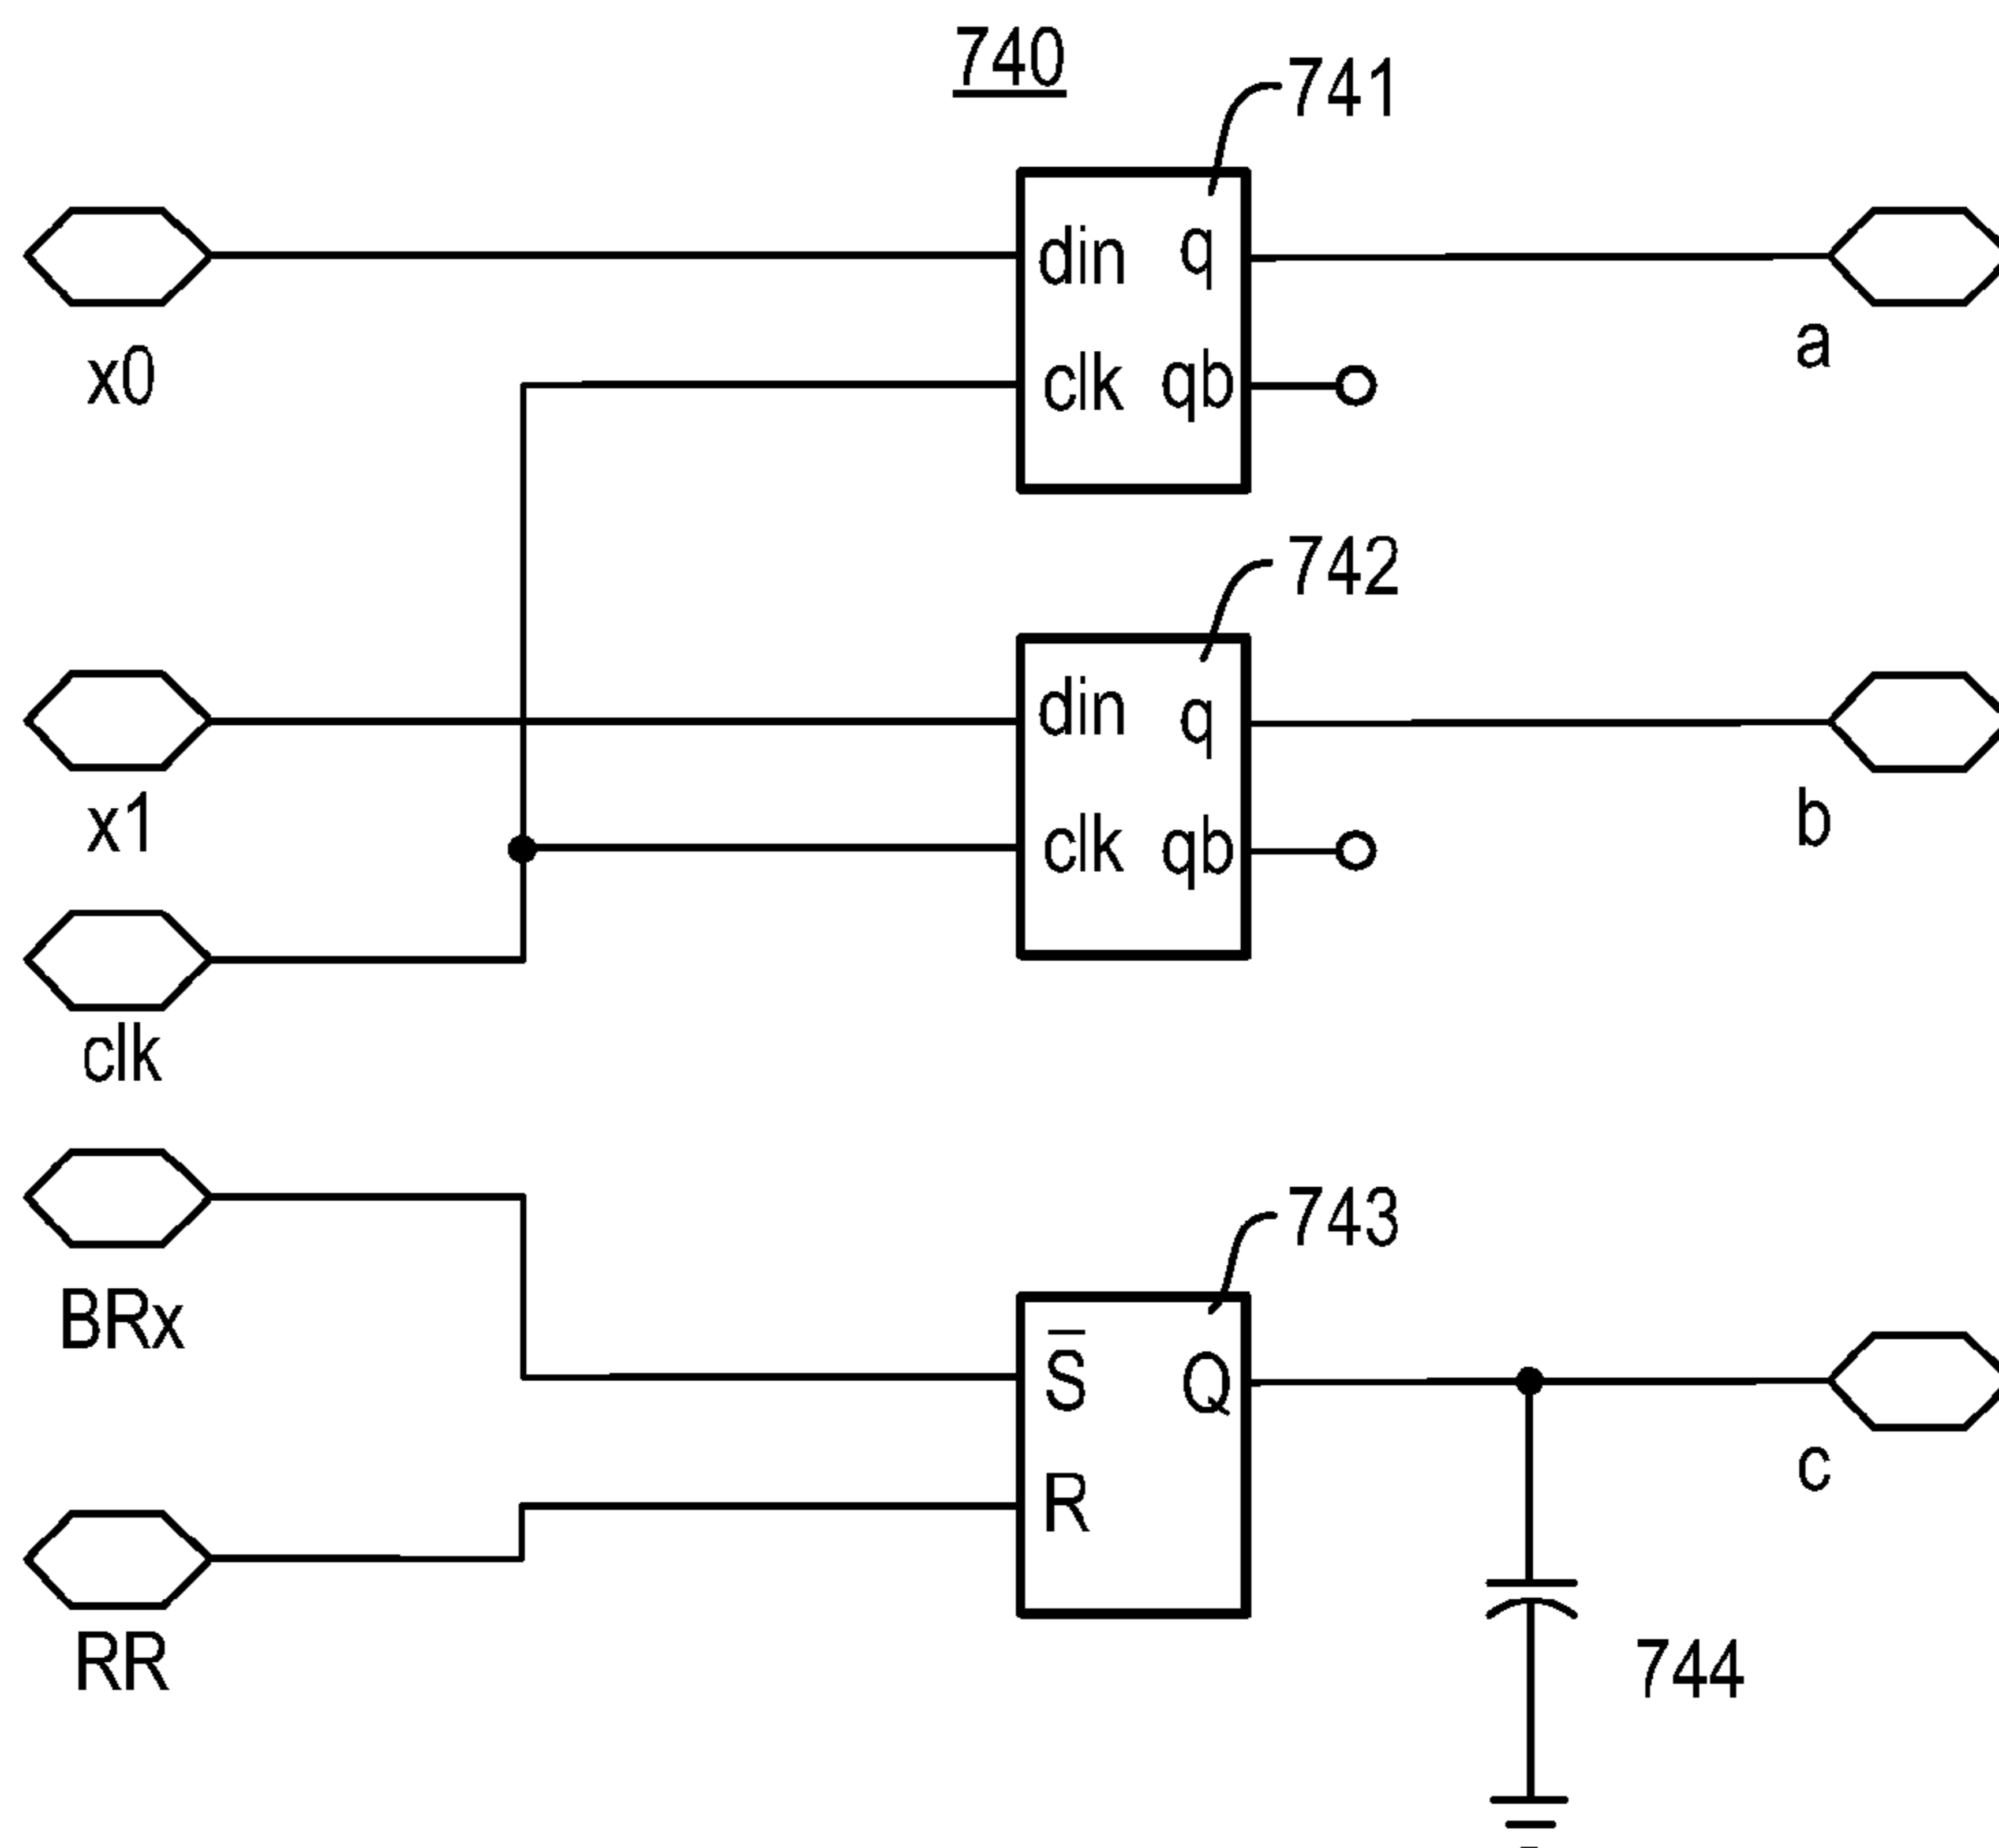 740
741
din q
x0
clk qb
a
742
din q
x1
clk qb
b
clk
743
BRx
S̅ Q
c
R
RR
744